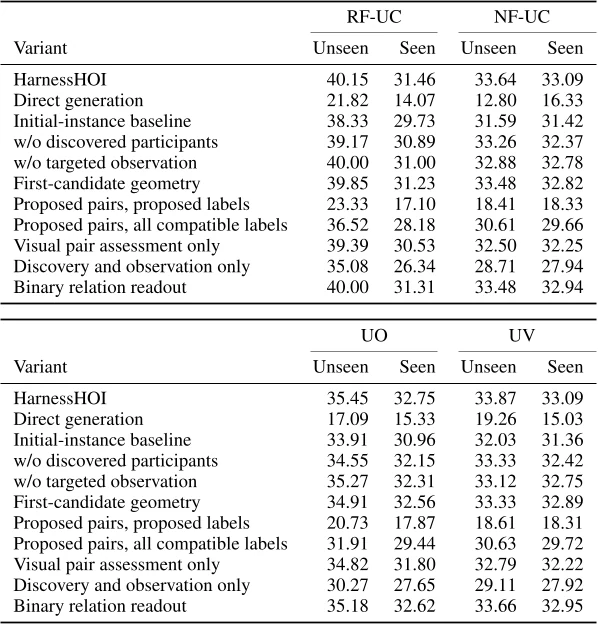 RF-UC NF-UC
Variant Unseen Seen Unseen Seen
HarnessHOI 40.15 31.46 33.64 33.09
Direct generation 21.82 14.07 12.80 16.33
Initial-instance baseline 38.33 29.73 31.59 31.42
w/o discovered participants 39.17 30.89 33.26 32.37
w/o targeted observation 40.00 31.00 32.88 32.78
First-candidate geometry 39.85 31.23 33.48 32.82
Proposed pairs, proposed labels 23.33 17.10 18.41 18.33
Proposed pairs, all compatible labels 36.52 28.18 30.61 29.66
Visual pair assessment only 39.39 30.53 32.50 32.25
Discovery and observation only 35.08 26.34 28.71 27.94
Binary relation readout 40.00 31.31 33.48 32.94
UO UV
Variant Unseen Seen Unseen Seen
HarnessHOI 35.45 32.75 33.87 33.09
Direct generation 17.09 15.33 19.26 15.03
Initial-instance baseline 33.91 30.96 32.03 31.36
w/o discovered participants 34.55 32.15 33.33 32.42
w/o targeted observation 35.27 32.31 33.12 32.75
First-candidate geometry 34.91 32.56 33.33 32.89
Proposed pairs, proposed labels 20.73 17.87 18.61 18.31
Proposed pairs, all compatible labels 31.91 29.44 30.63 29.72
Visual pair assessment only 34.82 31.80 32.79 32.22
Discovery and observation only 30.27 27.65 29.11 27.92
Binary relation readout 35.18 32.62 33.66 32.95